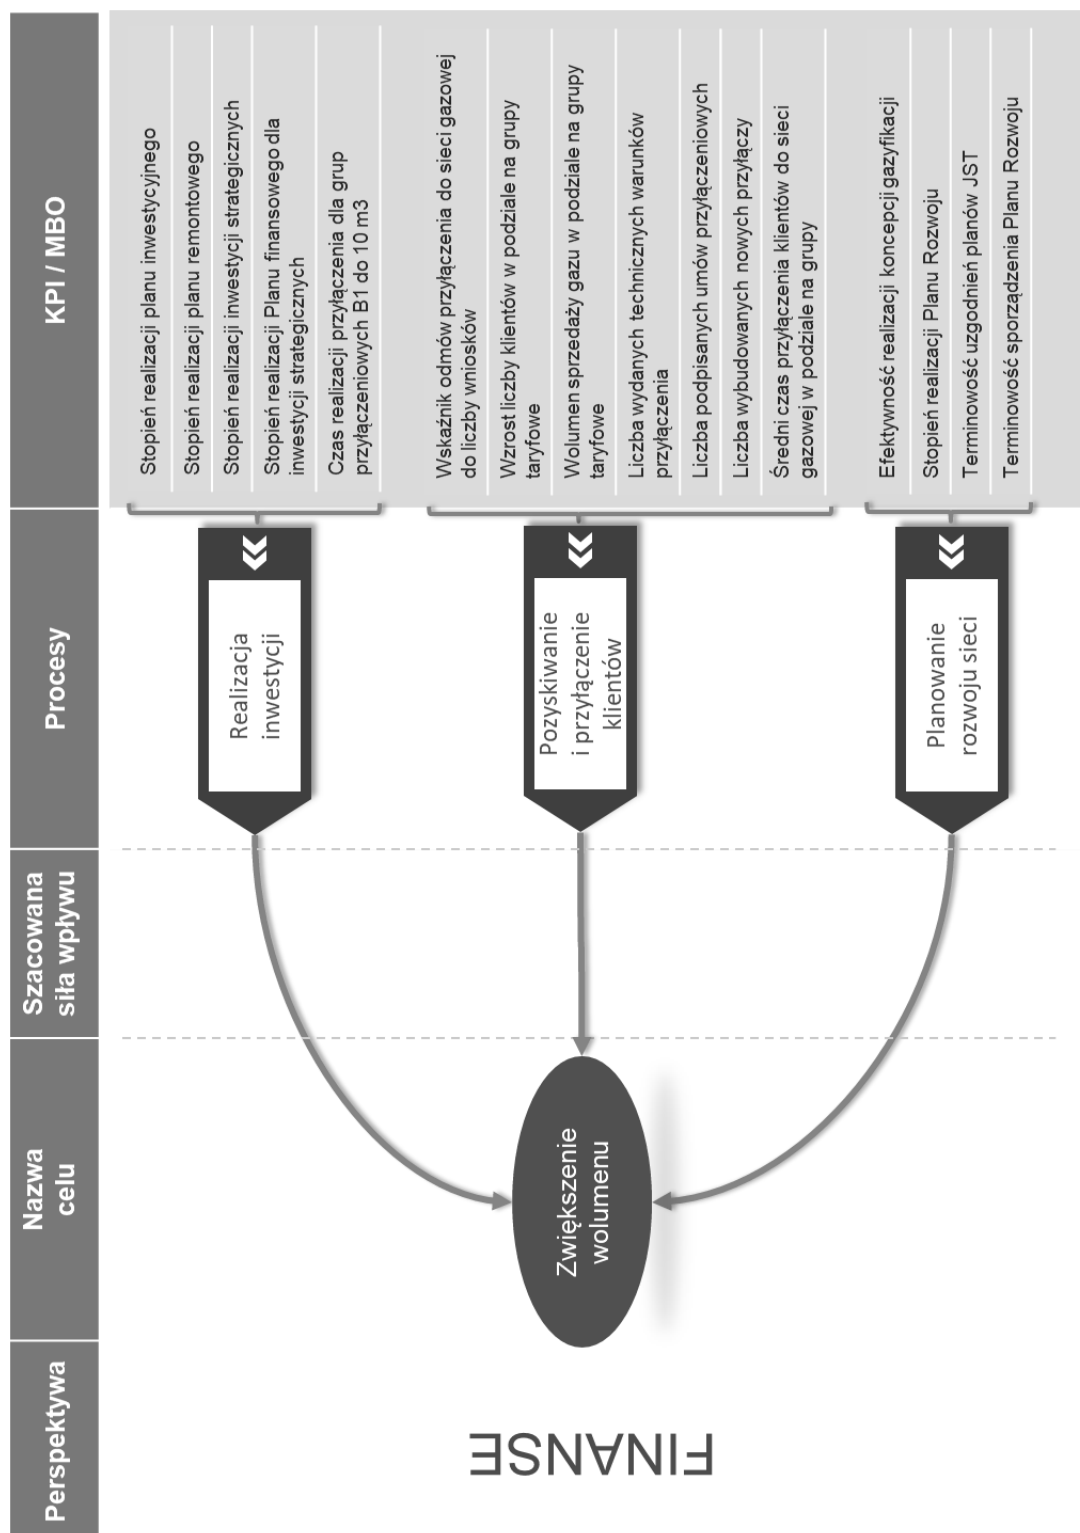 Perspektywa
Nazwa
celu
Szacowana
siła wpływu
Procesy
KPI / MBO
FINANSE
Zwiększenie
wolumenu
Realizacja
inwestycji
Stopień realizacji planu inwestycyjnego
Stopień realizacji planu remontowego
Stopień realizacji inwestycji strategicznych
Stopień realizacji Planu finansowego dla
inwestycji strategicznych
Czas realizacji przyłączenia dla grup
przyłączeniowych B1 do 10 m3
Pozyskiwanie
i przyłączenie
klientów
Wskaźnik odmów przyłączenia do sieci gazowej
do liczby wniosków
Wzrost liczby klientów w podziale na grupy
taryfowe
Wolumen sprzedaży gazu w podziale na grupy
taryfowe
Liczba wydanych technicznych warunków
przyłączenia
Liczba podpisanych umów przyłączeniowych
Liczba wybudowanych nowych przyłączy
Średni czas przyłączenia klientów do sieci
gazowej w podziale na grupy
Planowanie
rozwoju sieci
Efektywność realizacji koncepcji gazyfikacji
Stopień realizacji Planu Rozwoju
Terminowość uzgodnień planów JST
Terminowość sporządzenia Planu Rozwoju